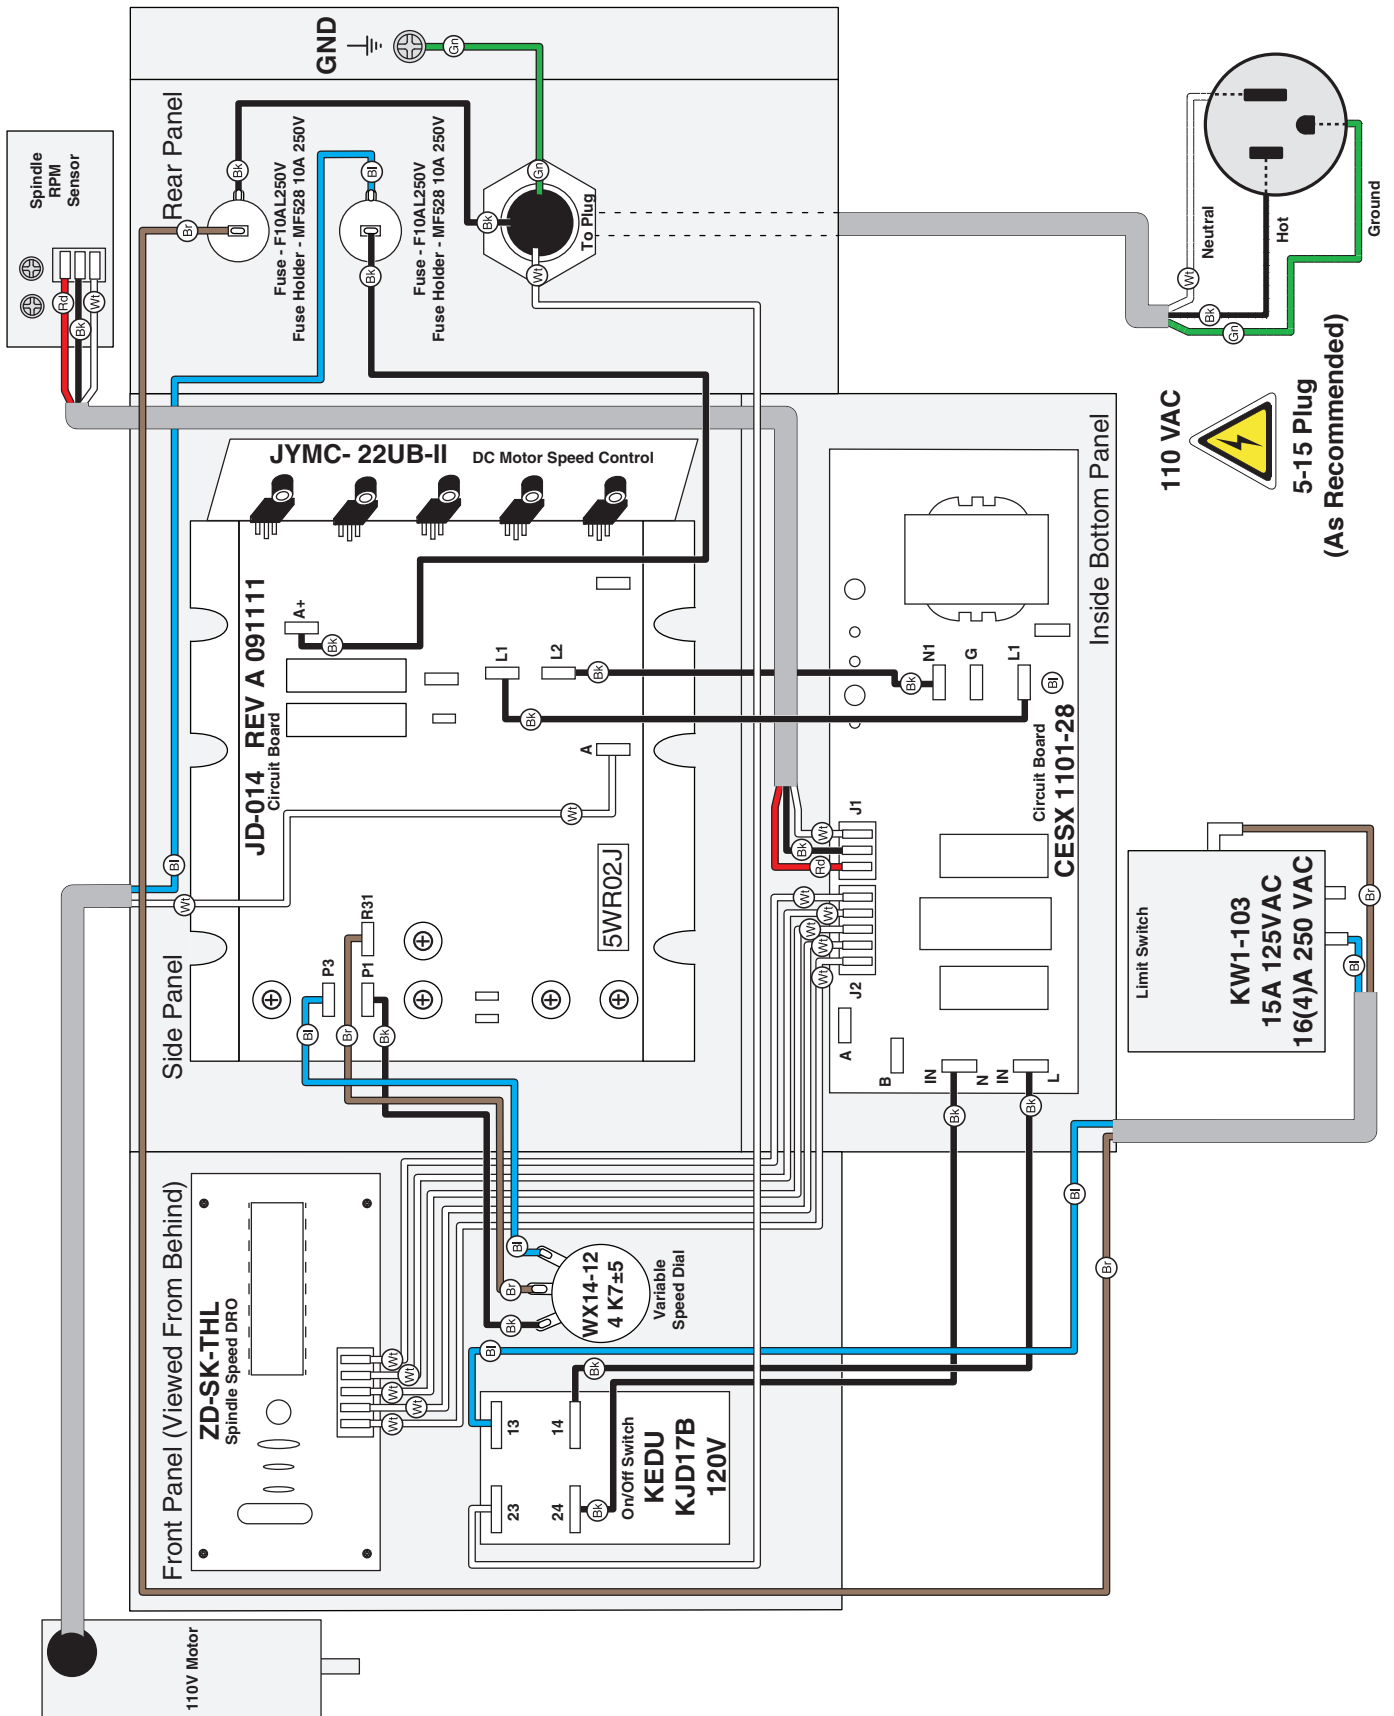 GND
Gn
Rear Panel
Spindle
RPM
Sensor
Rd
Bk
Wt
Br
Bk
Bl
Bk
Fuse - F10AL250V
Fuse Holder - MF528 10A 250V
Fuse - F10AL250V
Fuse Holder - MF528 10A 250V
Gn
Bk
Wt
To Plug
Neutral
Hot
Ground
Wt
Bk
Gn
110 VAC
5-15 Plug
(As Recommended)
JYMC- 22UB-II
DC Motor Speed Control
Side Panel
JD-014 REV A 091111
Circuit Board
A+
Bk
L1
L2
Bk
Bk
A
Wt
Bl
Wt
5WR02J
P3
R31
P1
Bl
Br
Bk
Inside Bottom Panel
N1
G
L1
Bk
Bl
Circuit Board
CESX 1101-28
J1
Wt
Bk
Rd
J2
Wt
Wt
Wt
Wt
Wt
A
B
IN
N
IN
L
Bk
Bk
Limit Switch
KW1-103
15A 125VAC
16(4)A 250 VAC
Bl
Br
Bl
Br
Front Panel (Viewed From Behind)
ZD-SK-THL
Spindle Speed DRO
Wt
Wt
Wt
Wt
Wt
Bl
Br
Bk
WX14-12
4 K7±5
Variable
Speed Dial
Bl
Bk
13
14
23
24
Bk
On/Off Switch
KEDU
KJD17B
120V
110V Motor